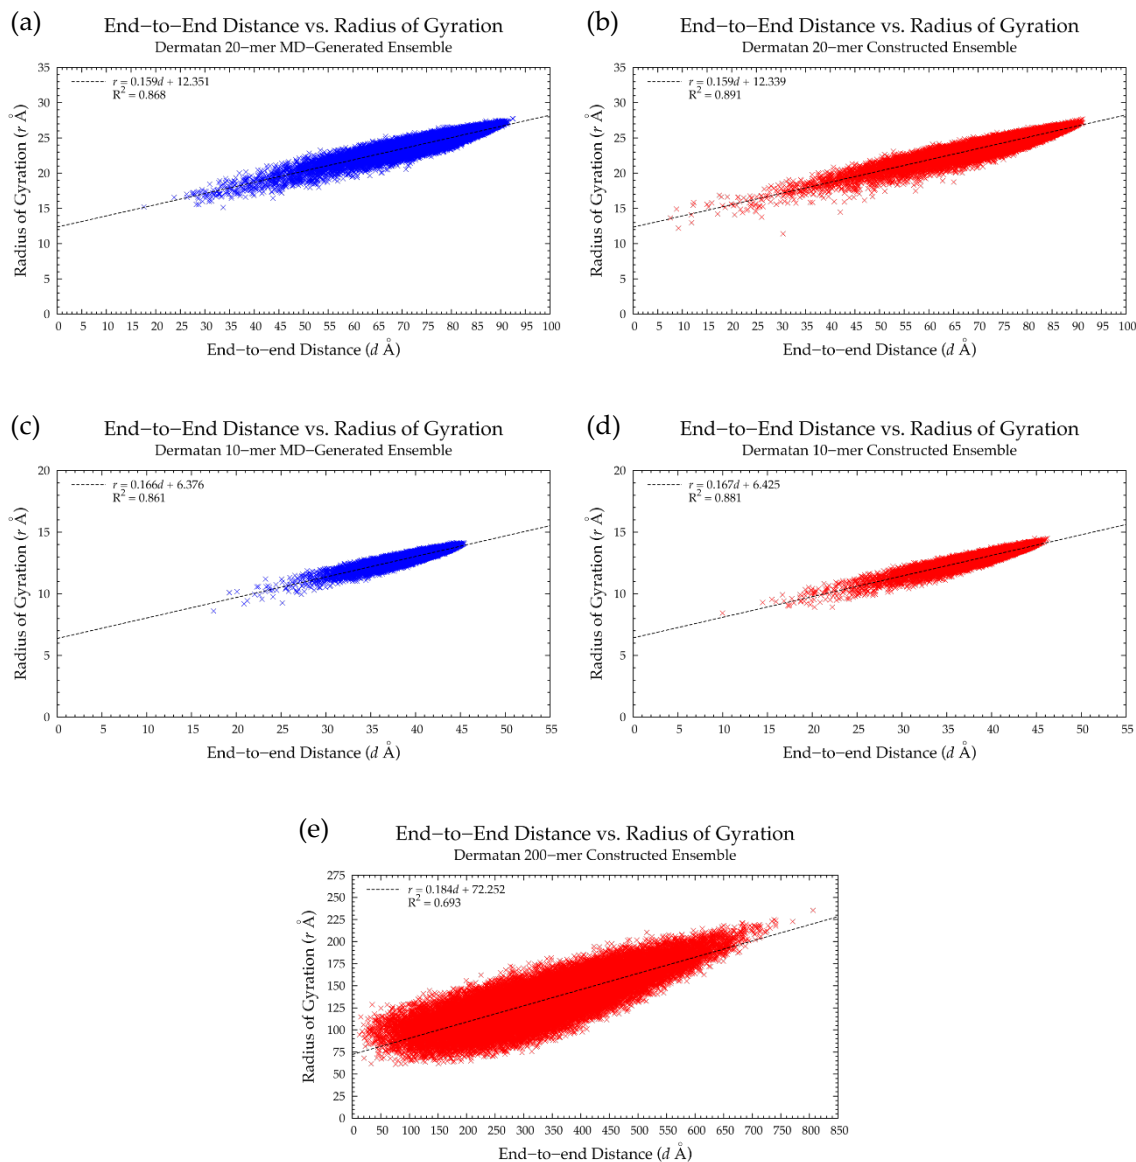 (a)
End−to−End Distance vs. Radius of Gyration
Dermatan 20−mer MD−Generated Ensemble
r = 0.159d + 12.351
R² = 0.868
Radius of Gyration (r Å)
35
30
25
20
15
10
5
0
0 5 10 15 20 25 30 35 40 45 50 55 60 65 70 75 80 85 90 95 100
End−to−end Distance (d Å)
(b)
End−to−End Distance vs. Radius of Gyration
Dermatan 20−mer Constructed Ensemble
r = 0.159d + 12.339
R² = 0.891
Radius of Gyration (r Å)
35
30
25
20
15
10
5
0
0 5 10 15 20 25 30 35 40 45 50 55 60 65 70 75 80 85 90 95 100
End−to−end Distance (d Å)
(c)
End−to−End Distance vs. Radius of Gyration
Dermatan 10−mer MD−Generated Ensemble
r = 0.166d + 6.376
R² = 0.861
Radius of Gyration (r Å)
20
15
10
5
0
0 5 10 15 20 25 30 35 40 45 50 55
End−to−end Distance (d Å)
(d)
End−to−End Distance vs. Radius of Gyration
Dermatan 10−mer Constructed Ensemble
r = 0.167d + 6.425
R² = 0.881
Radius of Gyration (r Å)
20
15
10
5
0
0 5 10 15 20 25 30 35 40 45 50 55
End−to−end Distance (d Å)
(e)
End−to−End Distance vs. Radius of Gyration
Dermatan 200−mer Constructed Ensemble
r = 0.184d + 72.252
R² = 0.693
Radius of Gyration (r Å)
275
250
225
200
175
150
125
100
75
50
25
0
0 50 100 150 200 250 300 350 400 450 500 550 600 650 700 750 800 850
End−to−end Distance (d Å)